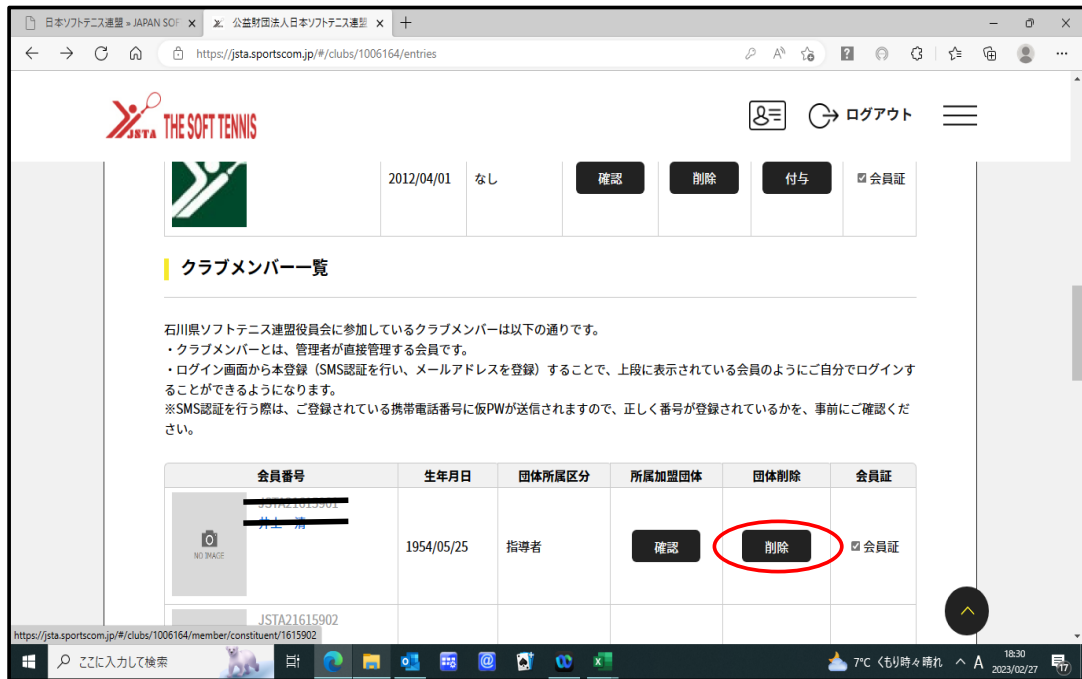 日本ソフトテニス連盟 » JAPAN SOF
公益財団法人日本ソフトテニス連盟
https://jsta.sportscom.jp/#/clubs/1006164/entries
JSTA THE SOFT TENNIS
ログアウト
2012/04/01 なし 確認 削除 付与 会員証
クラブメンバー一覧
石川県ソフトテニス連盟役員会に参加しているクラブメンバーは以下の通りです。
・クラブメンバーとは、管理者が直接管理する会員です。
・ログイン画面から本登録（SMS認証を行い、メールアドレスを登録）することで、上段に表示されている会員のようにご自分でログインす
ることができるようになります。
※SMS認証を行う際は、ご登録されている携帯電話番号に仮PWが送信されますので、正しく番号が登録されているかを、事前にご確認くだ
さい。
会員番号 生年月日 団体所属区分 所属加盟団体 団体削除 会員証
NO IMAGE
1954/05/25 指導者 確認 削除 会員証
JSTA21615902
https://jsta.sportscom.jp/#/clubs/1006164/member/constituent/1615902
ここに入力して検索
7°C くもり時々晴れ
A
18:30
2023/02/27
17